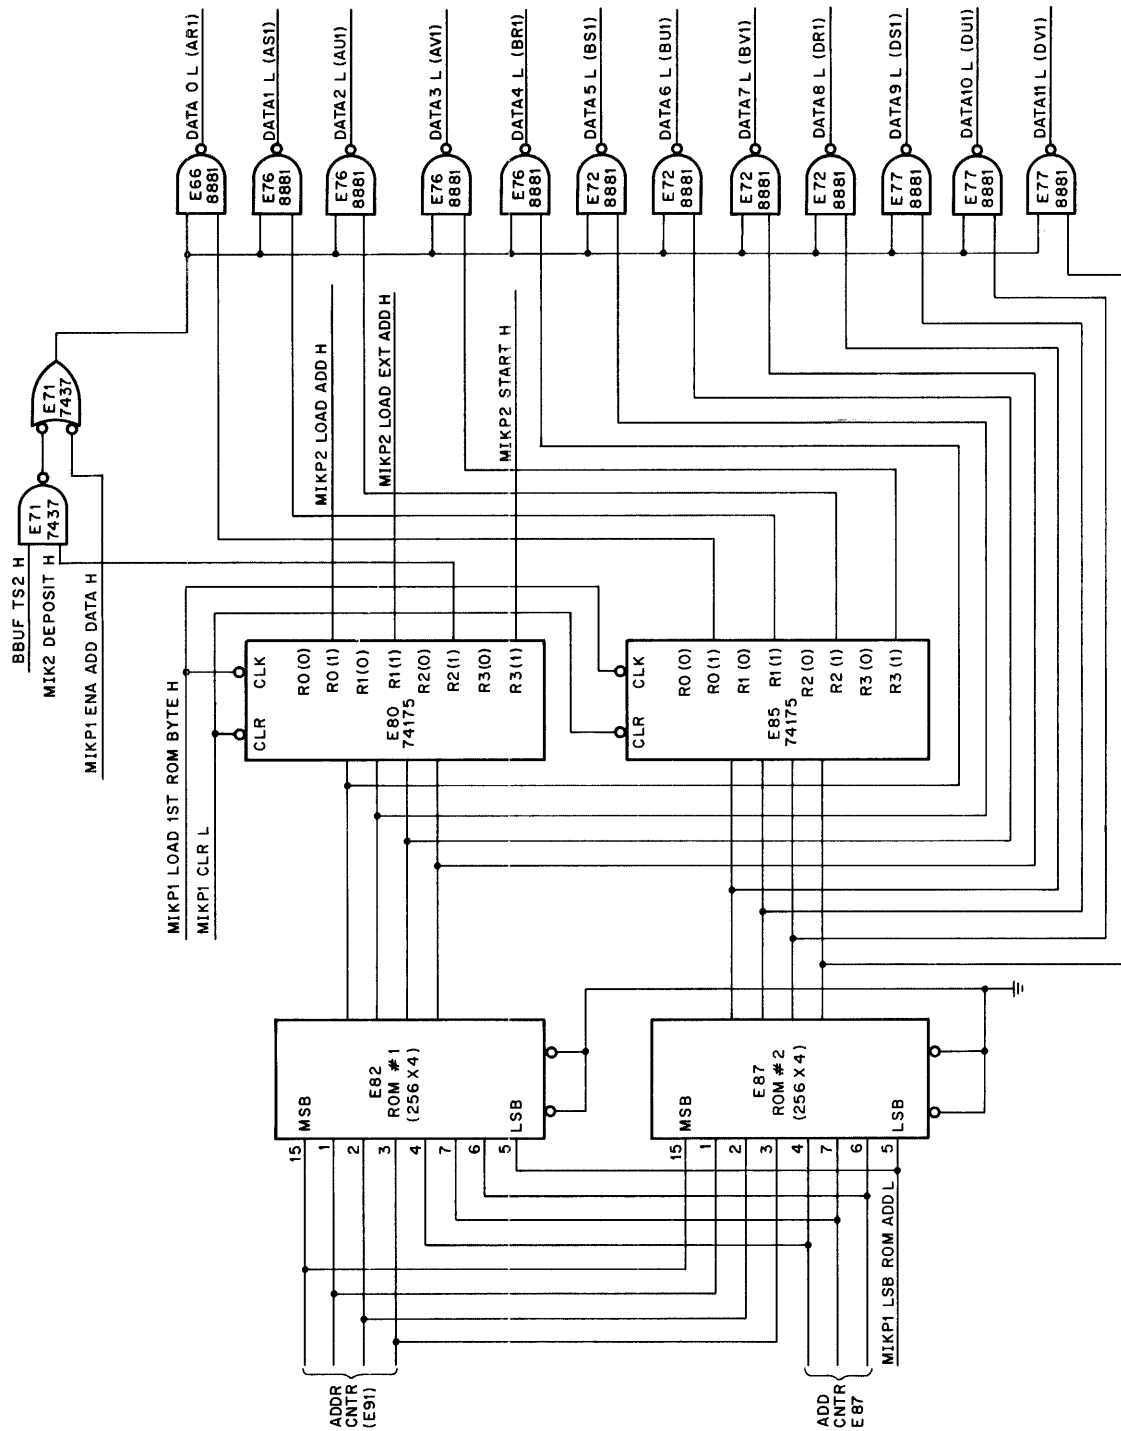 DATA 0 L (AR1)
DATA1 L (AS1)
DATA2 L (AU1)
DATA3 L (AV1)
DATA4 L (BR1)
DATA5 L (BS1)
DATA6 L (BU1)
DATA7 L (BV1)
DATA8 L (DR1)
DATA9 L (DS1)
DATA10 L (DU1)
DATA11 L (DV1)
E66
8881
E76
8881
E76
8881
E76
8881
E76
8881
E72
8881
E72
8881
E72
8881
E72
8881
E77
8881
E77
8881
E77
8881
E71
7437
E71
7437
BBUF TS2 H
MIK2 DEPOSIT H
MIKP1 ENA ADD DATA H
MIKP2 LOAD ADD H
MIKP2 LOAD EXT ADD H
MIKP2 START H
MIKP1 LOAD 1ST ROM BYTE H
MIKP1 CLR L
CLK
CLR
R0(0)
R0(1)
R1(0)
R1(1)
R2(0)
R2(1)
R3(0)
R3(1)
E80
74175
CLK
CLR
R0(0)
R0(1)
R1(0)
R1(1)
R2(0)
R2(1)
R3(0)
R3(1)
E85
74175
MSB
E82
ROM #1
(256 X 4)
LSB
15
1
2
3
4
7
6
5
MSB
E87
ROM #2
(256 X 4)
LSB
15
1
2
3
4
7
6
5
ADDR
CNTR
(E91)
ADD
CNTR
E87
MIKP1 LSB ROM ADD L